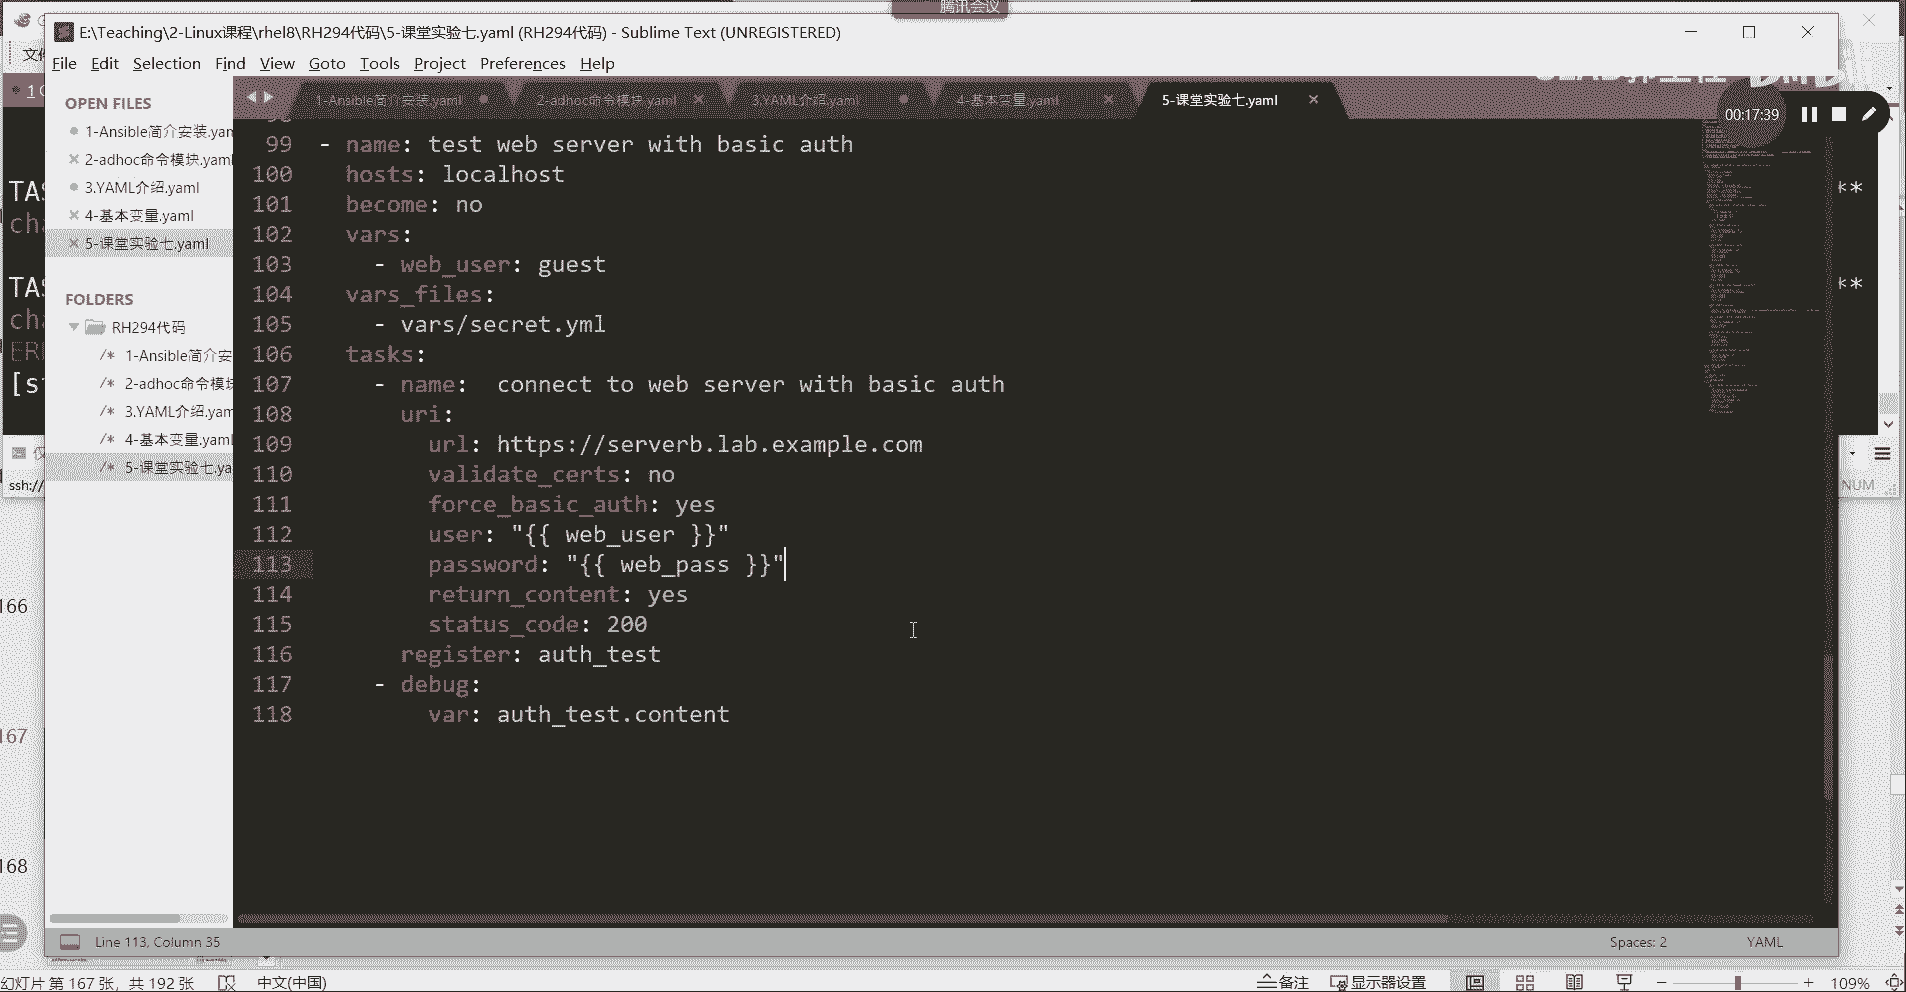 腾讯会议
E:\Teaching\2-Linux课程\rhel8\RH294代码\5-课堂实验七.yaml (RH294代码) - Sublime Text (UNREGISTERED)
File Edit Selection Find View Goto Tools Project Preferences Help
OPEN FILES
1-Ansible简介安装.yam
2-adhoc命令模块.yaml
3.YAML介绍.yaml
4-基本变量.yaml
5-课堂实验七.yaml
FOLDERS
RH294代码
/* 1-Ansible简介安
/* 2-adhoc命令模块
/* 3.YAML介绍.yam
/* 4-基本变量.yaml
/* 5-课堂实验七.ya
1-Ansible简介安装.yaml 2-adhoc命令模块.yaml 3.YAML介绍.yaml 4-基本变量.yaml 5-课堂实验七.yaml
00:17:39
99 - name: test web server with basic auth
100 hosts: localhost
101 become: no
102 vars:
103 - web_user: guest
104 vars_files:
105 - vars/secret.yml
106 tasks:
107 - name:  connect to web server with basic auth
108 uri:
109 url: https://serverb.lab.example.com
110 validate_certs: no
111 force_basic_auth: yes
112 user: "{{ web_user }}"
113 password: "{{ web_pass }}"
114 return_content: yes
115 status_code: 200
116 register: auth_test
117 - debug:
118 var: auth_test.content
TAS
cha
TAS
cha
ERR
[st
**
**
ssh://
NUM
166
167
168
Line 113, Column 35
Spaces: 2
YAML
幻灯片 第 167 张，共 192 张
中文(中国)
备注
显示器设置
109%